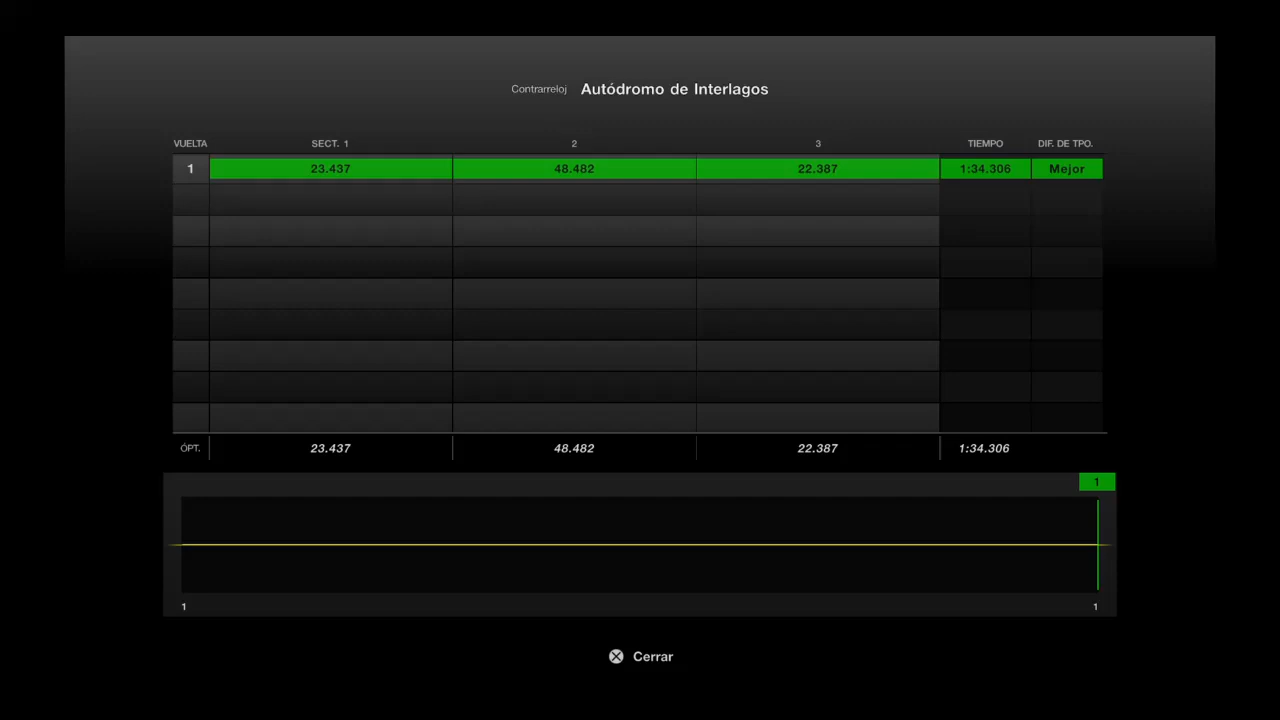 Contrarreloj Autódromo de Interlagos
VUELTA SECT. 1 2 3 TIEMPO DIF. DE TPO.
1 23.437 48.482 22.387 1:34.306 Mejor
ÓPT. 23.437 48.482 22.387 1:34.306
1
1 1
Cerrar